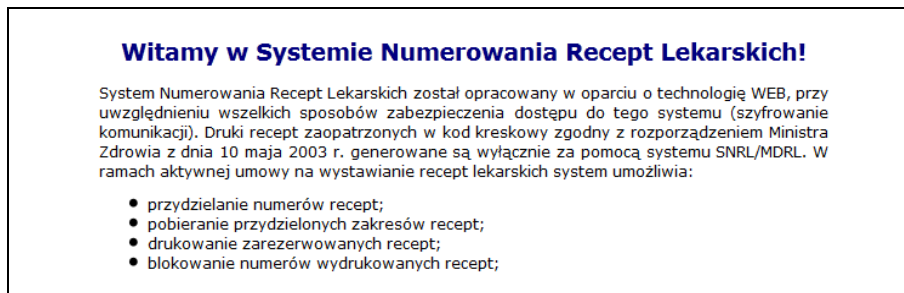 Witamy w Systemie Numerowania Recept Lekarskich!
System Numerowania Recept Lekarskich został opracowany w oparciu o technologię WEB, przy
uwzględnieniu wszelkich sposobów zabezpieczenia dostępu do tego systemu (szyfrowanie
komunikacji). Druki recept zaopatrzonych w kod kreskowy zgodny z rozporządzeniem Ministra
Zdrowia z dnia 10 maja 2003 r. generowane są wyłącznie za pomocą systemu SNRL/MDRL. W
ramach aktywnej umowy na wystawianie recept lekarskich system umożliwia:
● przydzielanie numerów recept;
● pobieranie przydzielonych zakresów recept;
● drukowanie zarezerwowanych recept;
● blokowanie numerów wydrukowanych recept;